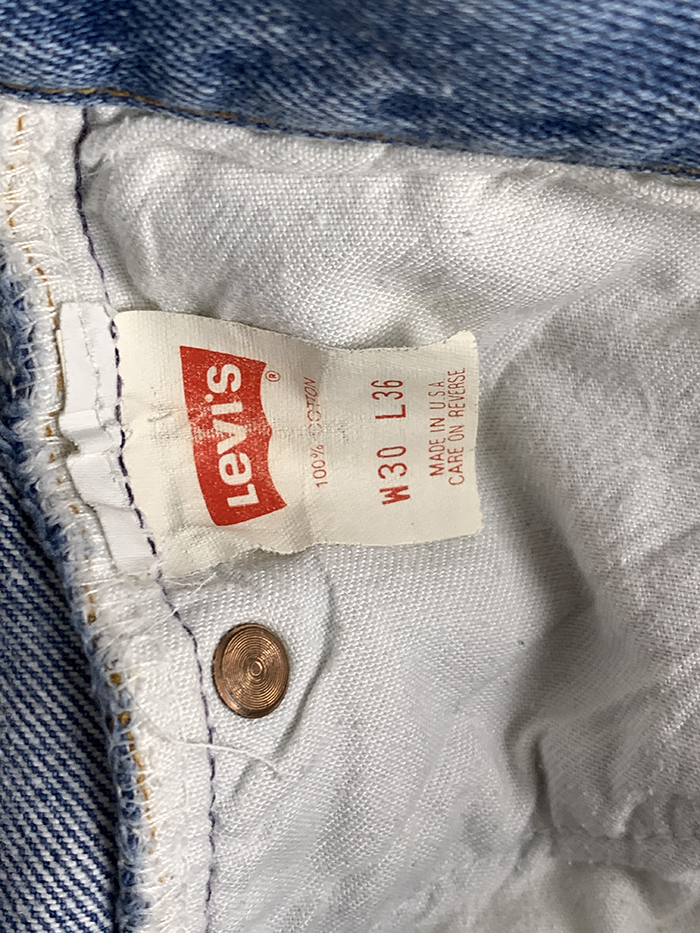 Levi's ®
100% COTTON
W30 L36
MADE IN U.S.A
CARE ON REVERSE